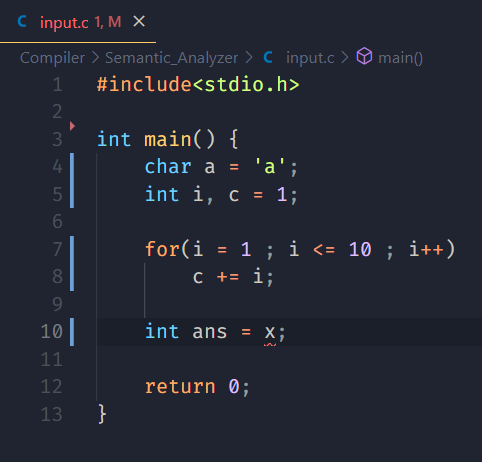 C input.c 1, M ×
Compiler > Semantic_Analyzer > C input.c > main()
1 #include<stdio.h>
2
3 int main() {
4     char a = 'a';
5     int i, c = 1;
6
7     for(i = 1 ; i <= 10 ; i++)
8         c += i;
9
10     int ans = x;
11
12     return 0;
13 }